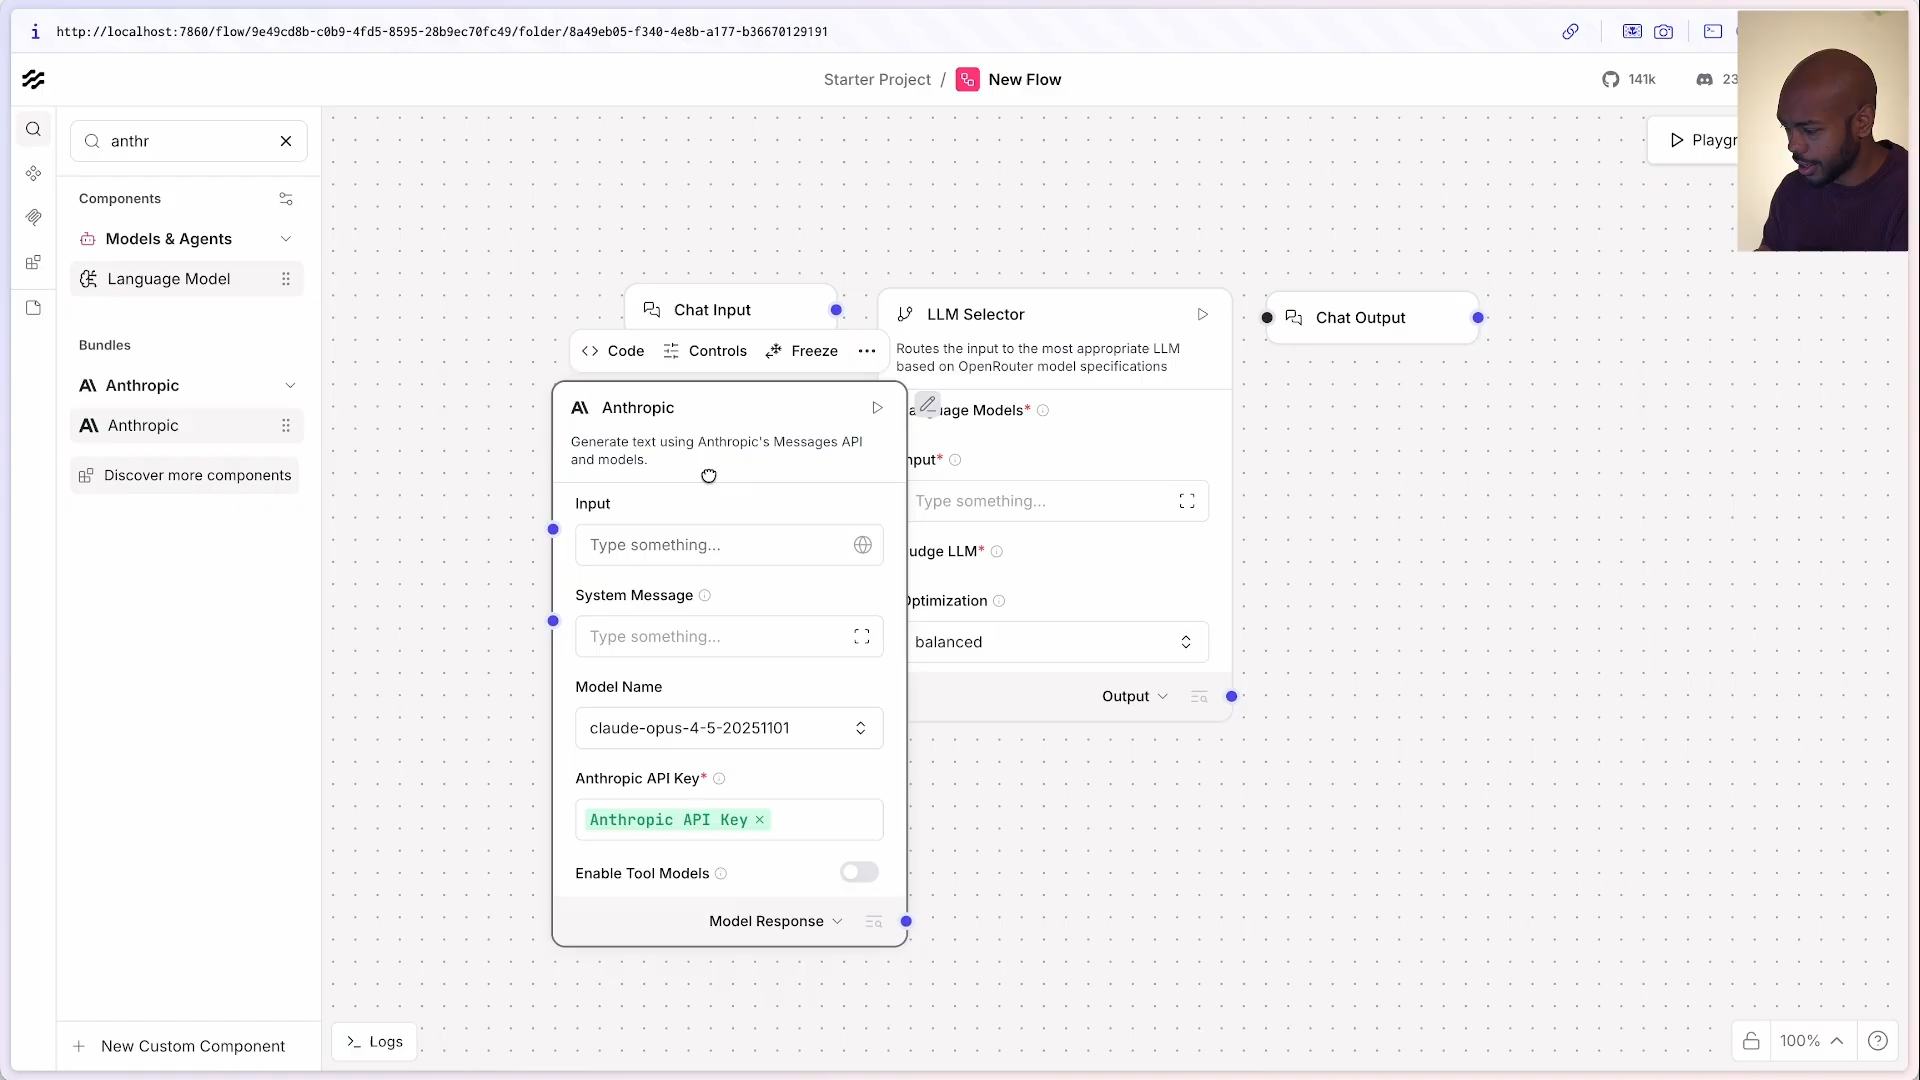 http://localhost:7860/flow/9e49cd8b-c0b9-4fd5-8595-28b9ec70fc49/folder/8a49eb05-f340-4e8b-a177-b36670129191
Starter Project / New Flow
141k
23
anthr
Playgr
Components
Models & Agents
Language Model
Bundles
Anthropic
Anthropic
Discover more components
New Custom Component
Chat Input
Code
Controls
Freeze
Anthropic
Generate text using Anthropic's Messages API
and models.
Input
Type something...
System Message
Type something...
Model Name
claude-opus-4-5-20251101
Anthropic API Key*
Anthropic API Key ×
Enable Tool Models
Model Response
LLM Selector
Routes the input to the most appropriate LLM
based on OpenRouter model specifications
age Models*
nput*
Type something...
udge LLM*
Optimization
balanced
Output
Chat Output
>_ Logs
100%